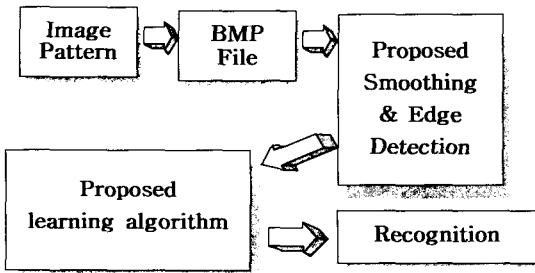 Image
Pattern
BMP
File
Proposed
Smoothing
& Edge
Detection
Proposed
learning algorithm
Recognition